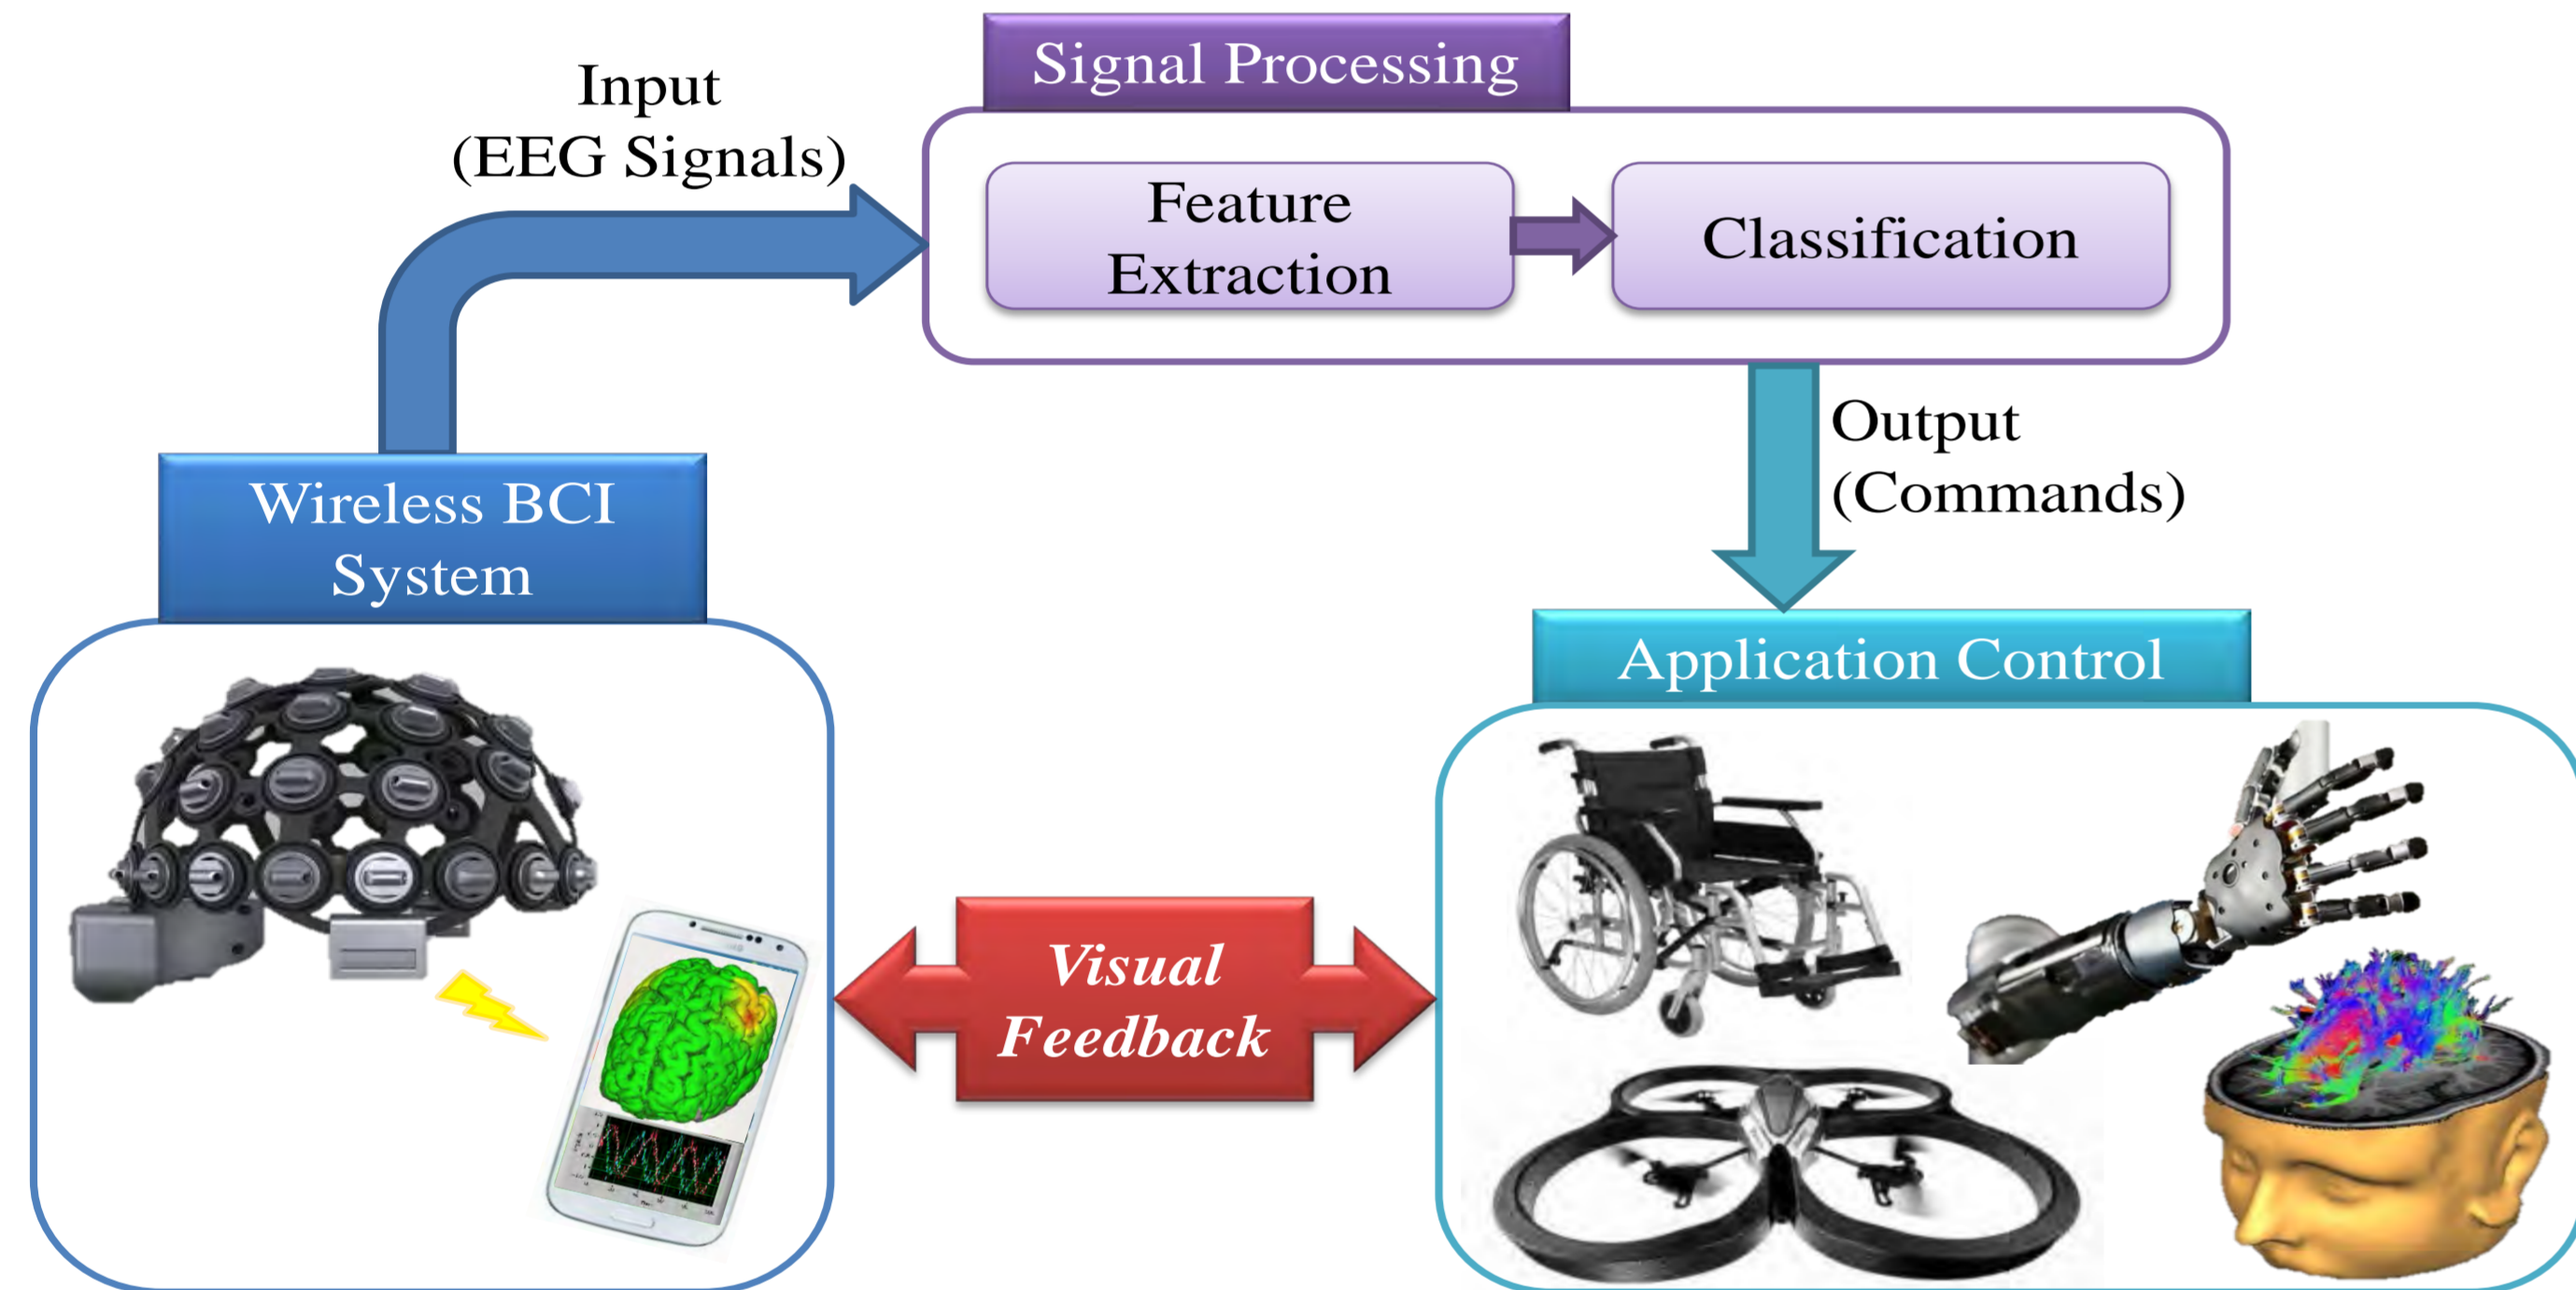 Signal Processing
Input
(EEG Signals)
Feature
Extraction
Classification
Output
(Commands)
Wireless BCI
System
Application Control
Visual
Feedback